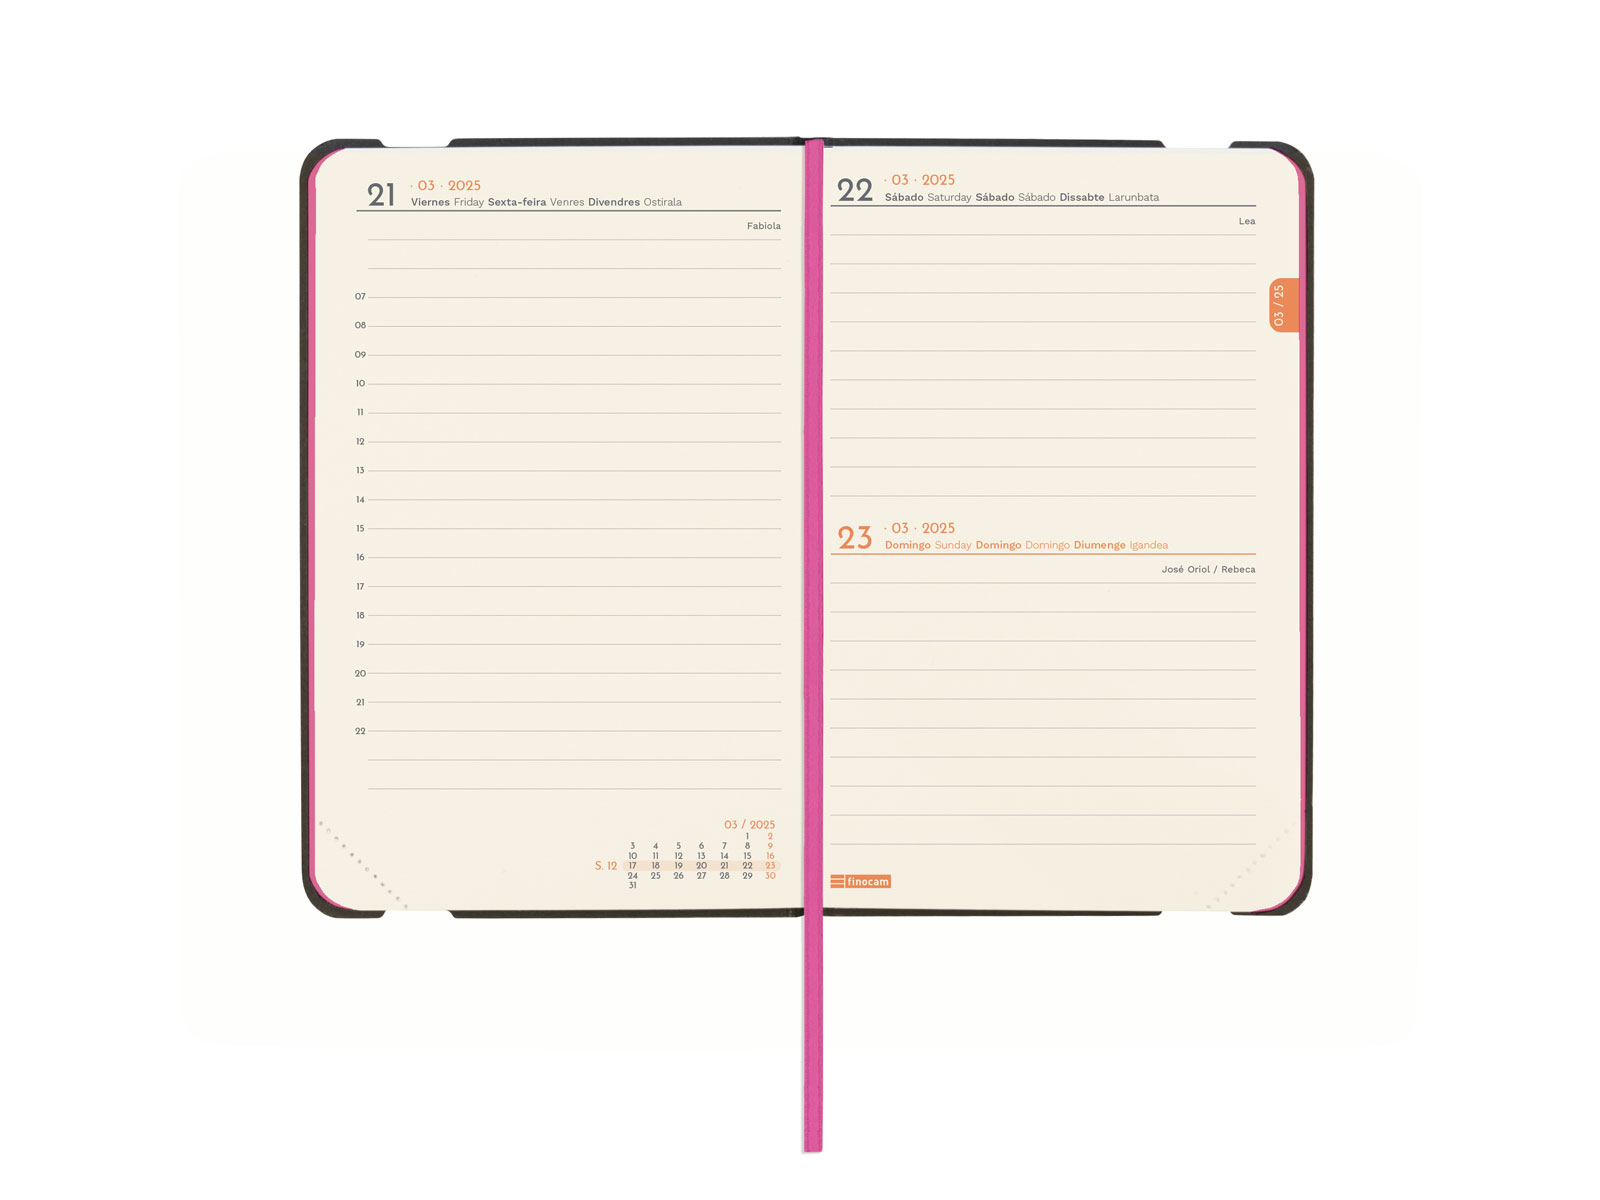 21 · 03 · 2025
Viernes Friday Sexta-feira Venres Divendres Ostirala
Fabiola
07
08
09
10
11
12
13
14
15
16
17
18
19
20
21
22
03 / 2025
1 2
3 4 5 6 7 8 9
10 11 12 13 14 15 16
S. 12 17 18 19 20 21 22 23
24 25 26 27 28 29 30
31
22 · 03 · 2025
Sábado Saturday Sábado Sábado Dissabte Larunbata
Lea
03 / 25
23 · 03 · 2025
Domingo Sunday Domingo Domingo Diumenge Igandea
José Oriol / Rebeca
finocam